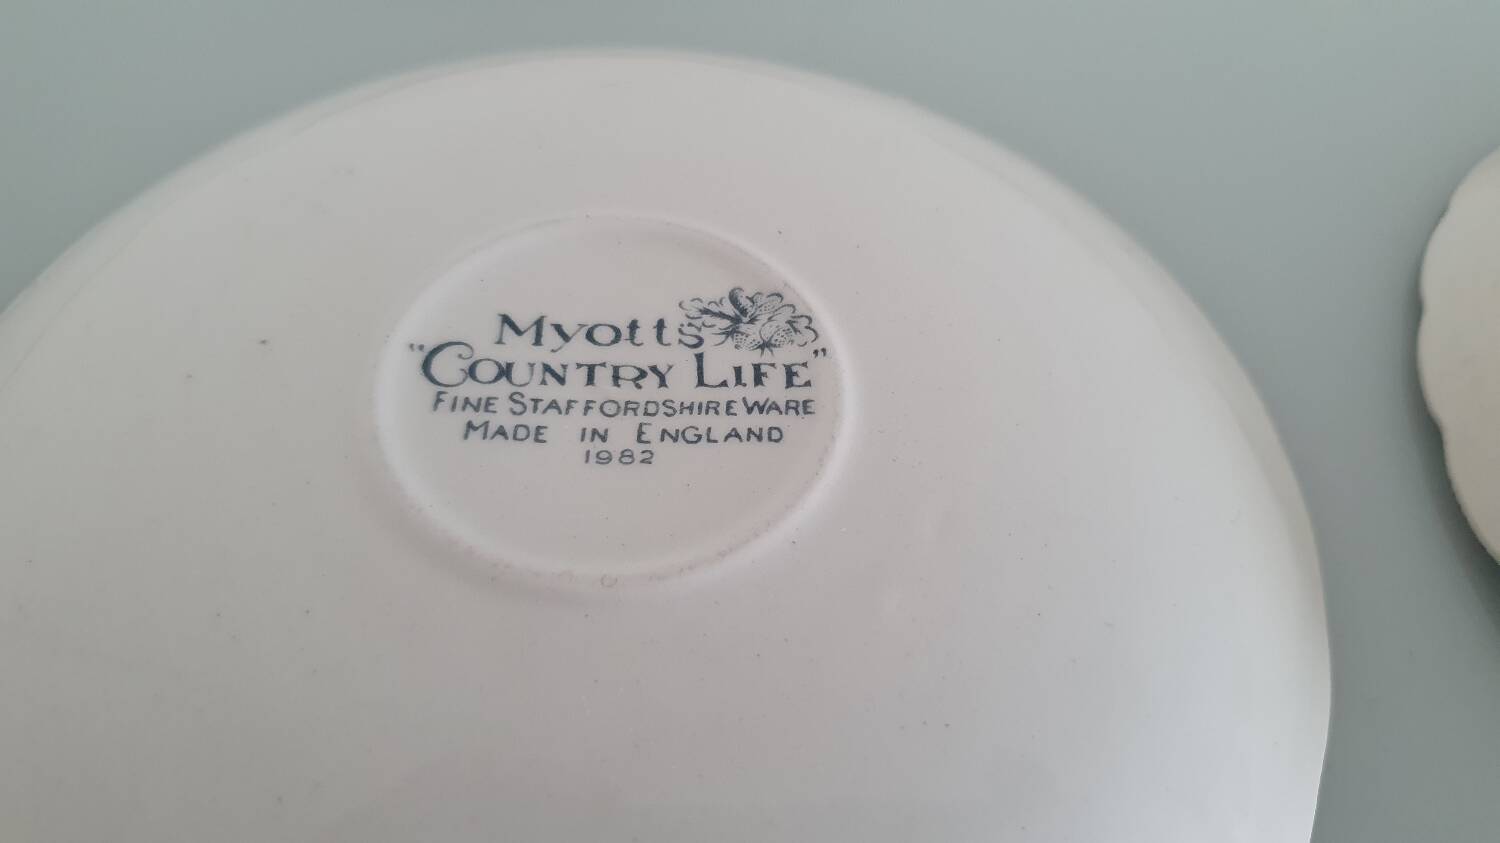 Myotts
"COUNTRY LIFE"
FINE STAFFORDSHIRE WARE
MADE IN ENGLAND
1982